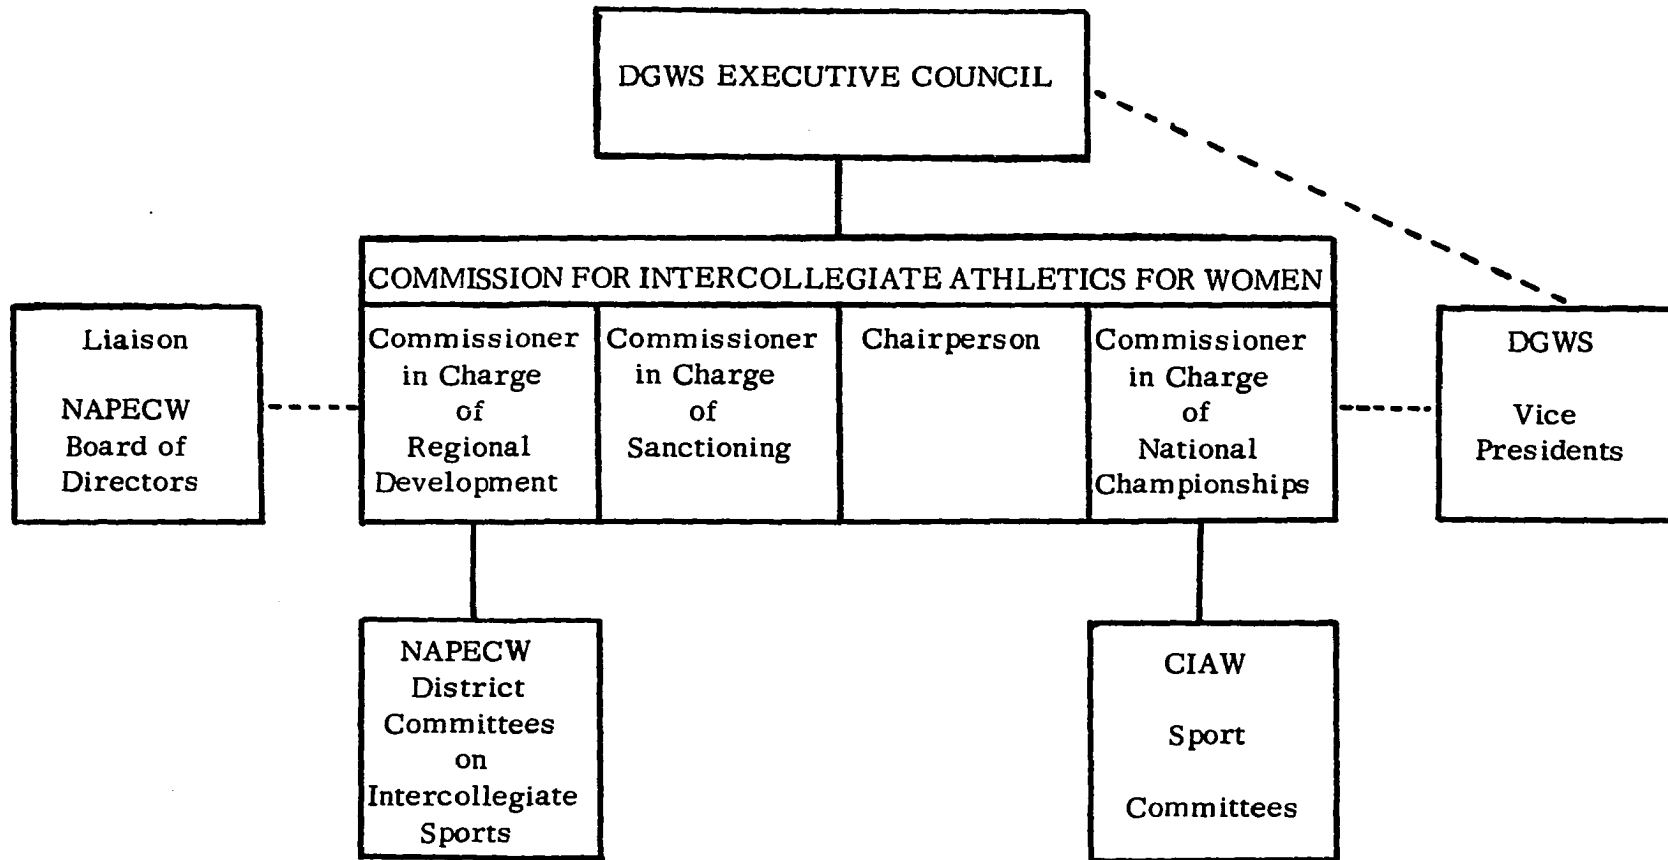 DGWS EXECUTIVE COUNCIL
COMMISSION FOR INTERCOLLEGIATE ATHLETICS FOR WOMEN
Liaison
NAPECW
Board of
Directors
Commissioner
in Charge
of
Regional
Development
Commissioner
in Charge
of
Sanctioning
Chairperson
Commissioner
in Charge
of
National
Championships
DGWS
Vice
Presidents
NAPECW
District
Committees
on
Intercollegiate
Sports
CIAW
Sport
Committees